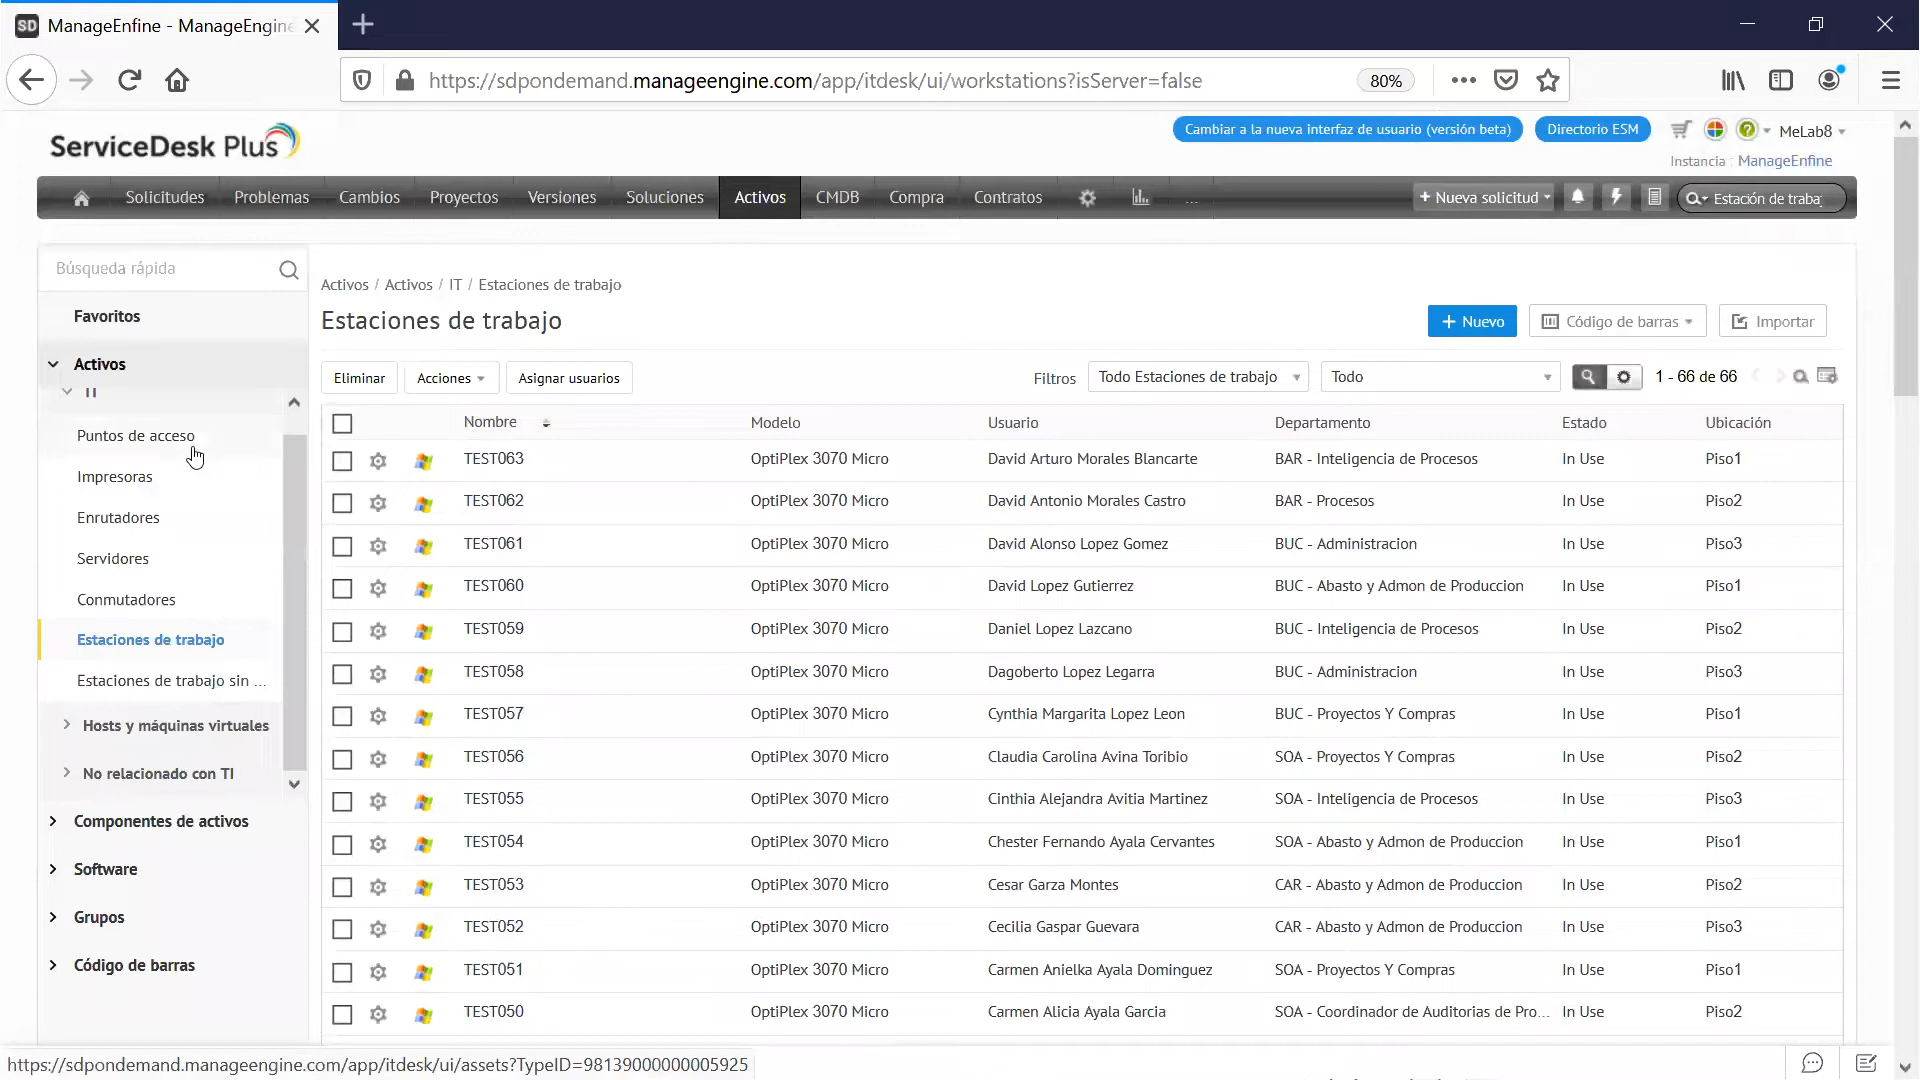 SD ManageEnfine - ManageEngine
https://sdpondemand.manageengine.com/app/itdesk/ui/workstations?isServer=false 80%
ServiceDesk Plus
Cambiar a la nueva interfaz de usuario (versión beta) Directorio ESM MeLab8
Instancia : ManageEnfine
Solicitudes Problemas Cambios Proyectos Versiones Soluciones Activos CMDB Compra Contratos ... + Nueva solicitud Estación de traba
Búsqueda rápida
Favoritos
Activos
IT
Puntos de acceso
Impresoras
Enrutadores
Servidores
Conmutadores
Estaciones de trabajo
Estaciones de trabajo sin ...
Hosts y máquinas virtuales
No relacionado con TI
Componentes de activos
Software
Grupos
Código de barras
Activos / Activos / IT / Estaciones de trabajo
Estaciones de trabajo
+ Nuevo Código de barras Importar
Eliminar Acciones Asignar usuarios Filtros Todo Estaciones de trabajo Todo 1 - 66 de 66
Nombre Modelo Usuario Departamento Estado Ubicación
TEST063 OptiPlex 3070 Micro David Arturo Morales Blancarte BAR - Inteligencia de Procesos In Use Piso1
TEST062 OptiPlex 3070 Micro David Antonio Morales Castro BAR - Procesos In Use Piso2
TEST061 OptiPlex 3070 Micro David Alonso Lopez Gomez BUC - Administracion In Use Piso3
TEST060 OptiPlex 3070 Micro David Lopez Gutierrez BUC - Abasto y Admon de Produccion In Use Piso1
TEST059 OptiPlex 3070 Micro Daniel Lopez Lazcano BUC - Inteligencia de Procesos In Use Piso2
TEST058 OptiPlex 3070 Micro Dagoberto Lopez Legarra BUC - Administracion In Use Piso3
TEST057 OptiPlex 3070 Micro Cynthia Margarita Lopez Leon BUC - Proyectos Y Compras In Use Piso1
TEST056 OptiPlex 3070 Micro Claudia Carolina Avina Toribio SOA - Proyectos Y Compras In Use Piso2
TEST055 OptiPlex 3070 Micro Cinthia Alejandra Avitia Martinez SOA - Inteligencia de Procesos In Use Piso3
TEST054 OptiPlex 3070 Micro Chester Fernando Ayala Cervantes SOA - Abasto y Admon de Produccion In Use Piso1
TEST053 OptiPlex 3070 Micro Cesar Garza Montes CAR - Abasto y Admon de Produccion In Use Piso2
TEST052 OptiPlex 3070 Micro Cecilia Gaspar Guevara CAR - Abasto y Admon de Produccion In Use Piso3
TEST051 OptiPlex 3070 Micro Carmen Anielka Ayala Dominguez SOA - Proyectos Y Compras In Use Piso1
TEST050 OptiPlex 3070 Micro Carmen Alicia Ayala Garcia SOA - Coordinador de Auditorias de Pro... In Use Piso2
https://sdpondemand.manageengine.com/app/itdesk/ui/assets?TypeID=98139000000005925